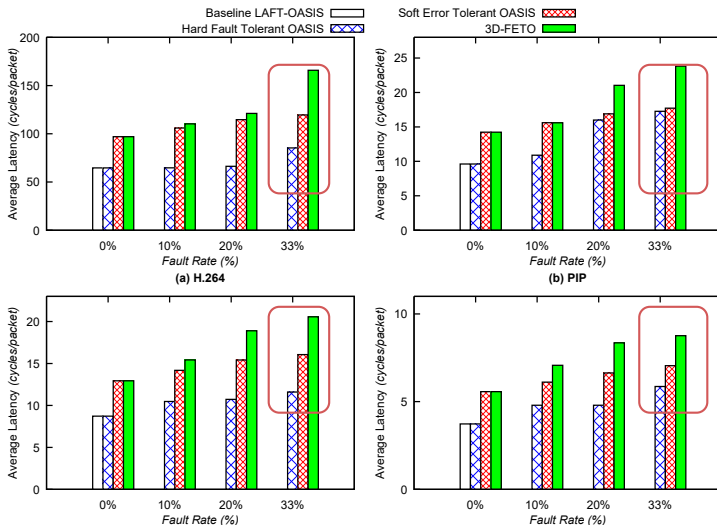 Baseline LAFT-OASIS
Soft Error Tolerant OASIS
Hard Fault Tolerant OASIS
3D-FETO
200
150
100
50
0
Average Latency (cycles/packet)
0% 10% 20% 33%
Fault Rate (%)
(a) H.264
25
20
15
10
5
0
Average Latency (cycles/packet)
0% 10% 20% 33%
Fault Rate (%)
(b) PIP
20
15
10
5
0
Average Latency (cycles/packet)
0% 10% 20% 33%
Fault Rate (%)
10
5
0
Average Latency (cycles/packet)
0% 10% 20% 33%
Fault Rate (%)